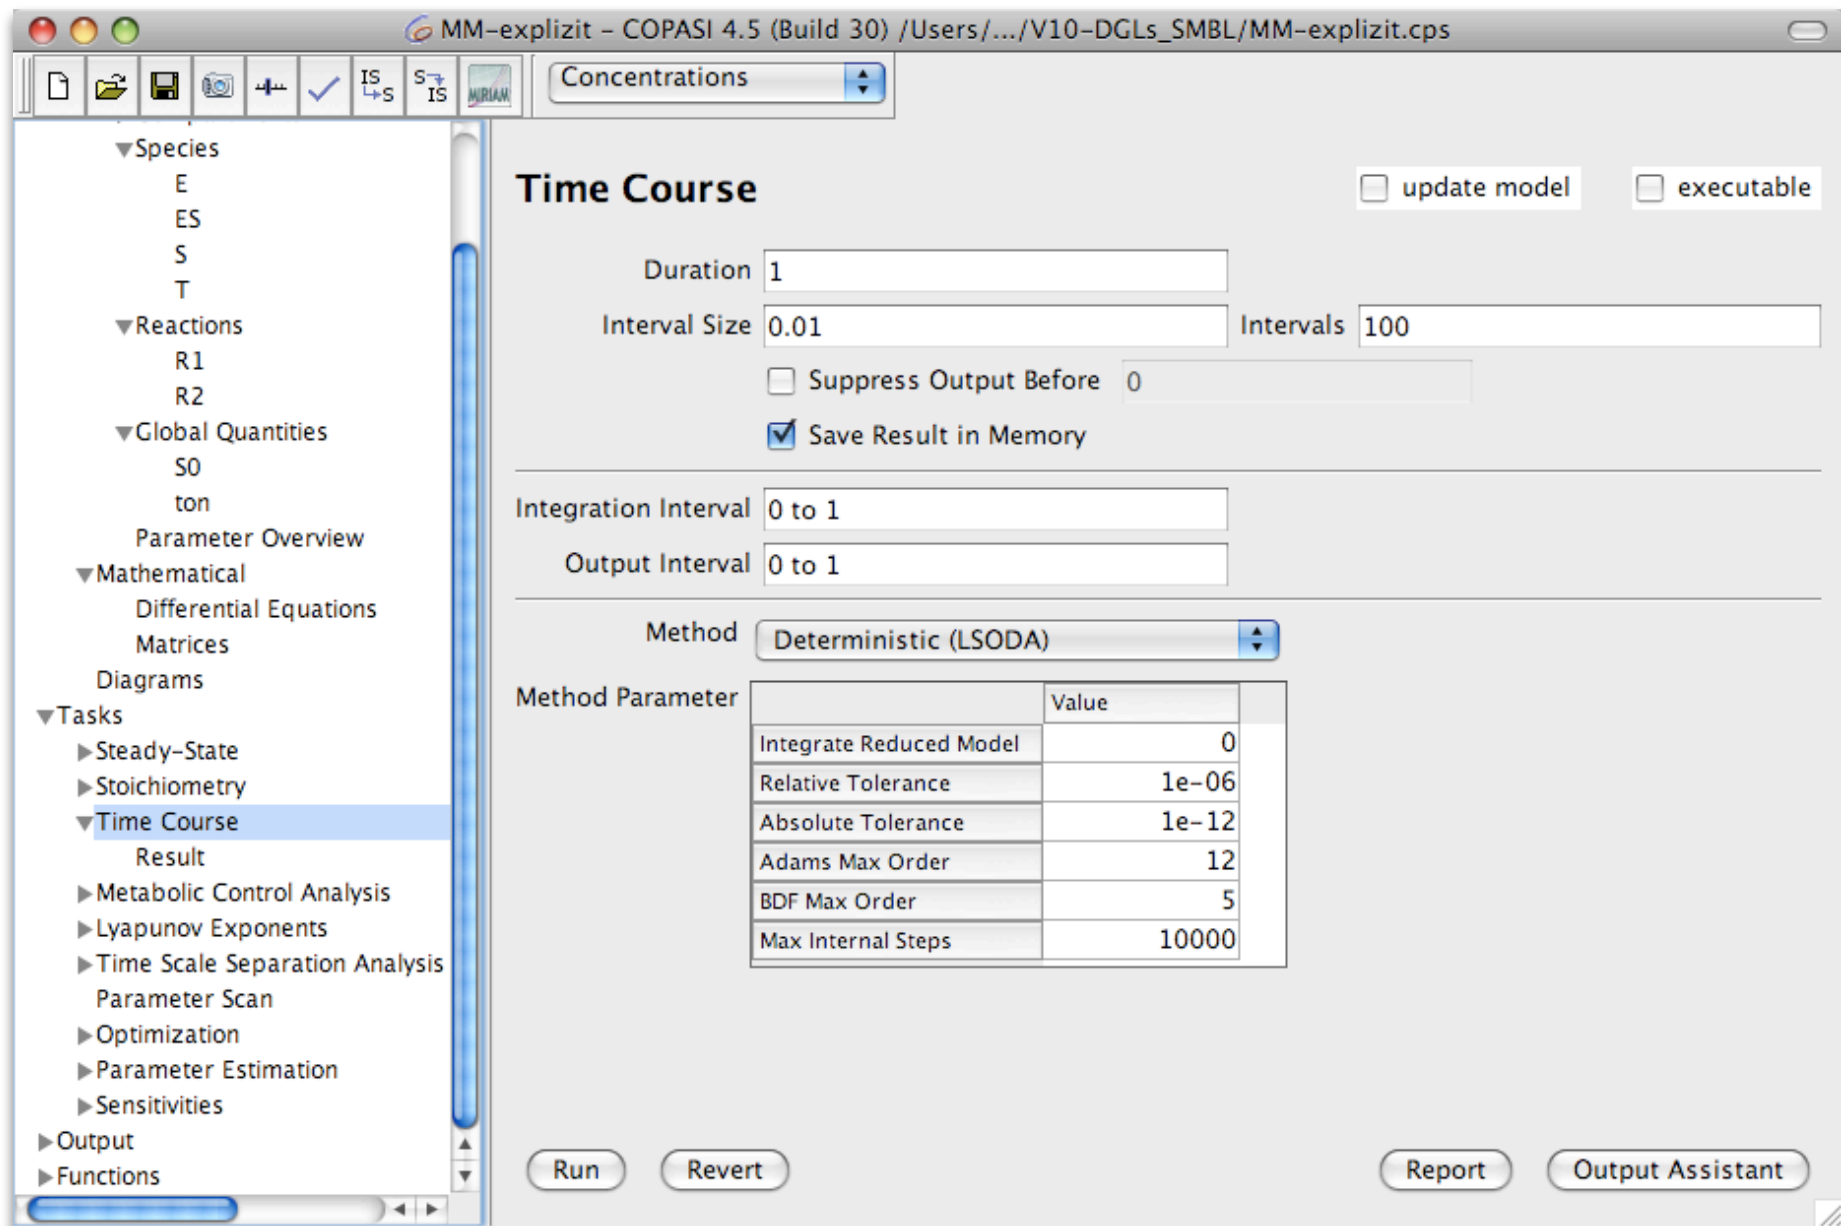 MM-explizit - COPASI 4.5 (Build 30) /Users/.../V10-DGLs_SMBL/MM-explizit.cps
IS
S
S
IS
MIRIAM
Concentrations
Species
E
ES
S
T
Reactions
R1
R2
Global Quantities
S0
ton
Parameter Overview
Mathematical
Differential Equations
Matrices
Diagrams
Tasks
Steady-State
Stoichiometry
Time Course
Result
Metabolic Control Analysis
Lyapunov Exponents
Time Scale Separation Analysis
Parameter Scan
Optimization
Parameter Estimation
Sensitivities
Output
Functions
Time Course
update model
executable
Duration 1
Interval Size 0.01 Intervals 100
Suppress Output Before 0
Save Result in Memory
Integration Interval 0 to 1
Output Interval 0 to 1
Method Deterministic (LSODA)
Method Parameter
Value
Integrate Reduced Model 0
Relative Tolerance 1e-06
Absolute Tolerance 1e-12
Adams Max Order 12
BDF Max Order 5
Max Internal Steps 10000
Run Revert Report Output Assistant